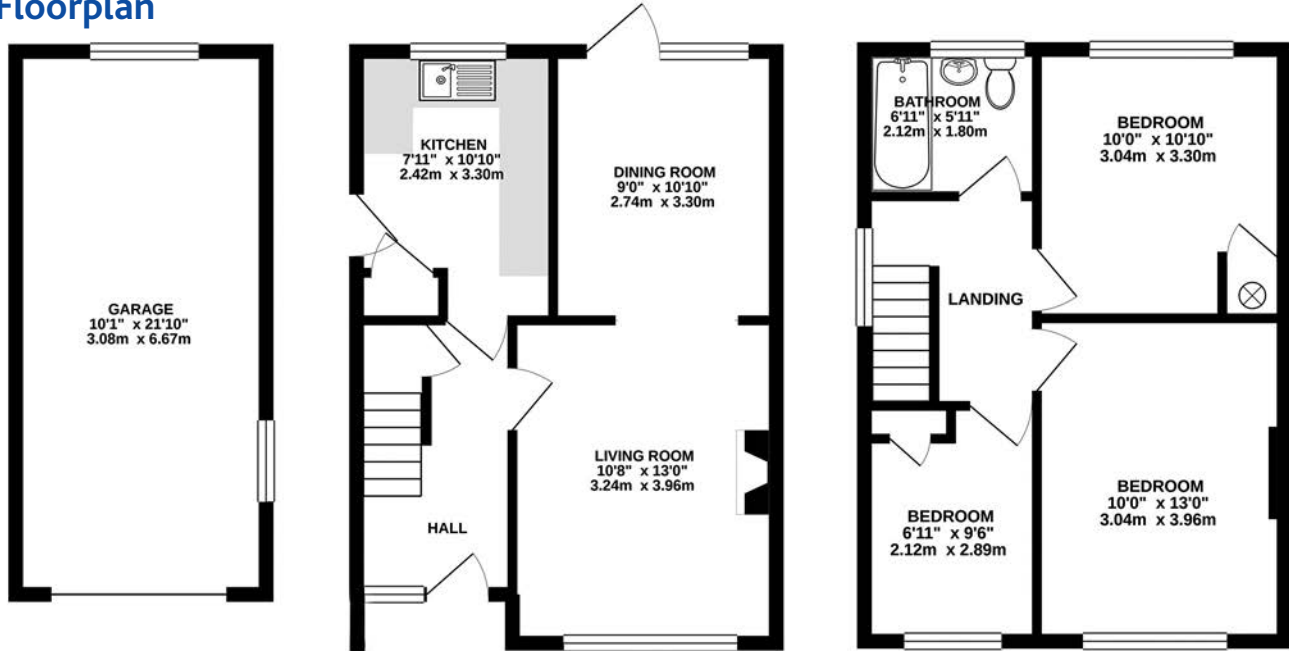 Floorplan
GARAGE
10'1" x 21'10"
3.08m x 6.67m
KITCHEN
7'11" x 10'10"
2.42m x 3.30m
DINING ROOM
9'0" x 10'10"
2.74m x 3.30m
LIVING ROOM
10'8" x 13'0"
3.24m x 3.96m
HALL
BATHROOM
6'11" x 5'11"
2.12m x 1.80m
BEDROOM
10'0" x 10'10"
3.04m x 3.30m
LANDING
BEDROOM
6'11" x 9'6"
2.12m x 2.89m
BEDROOM
10'0" x 13'0"
3.04m x 3.96m